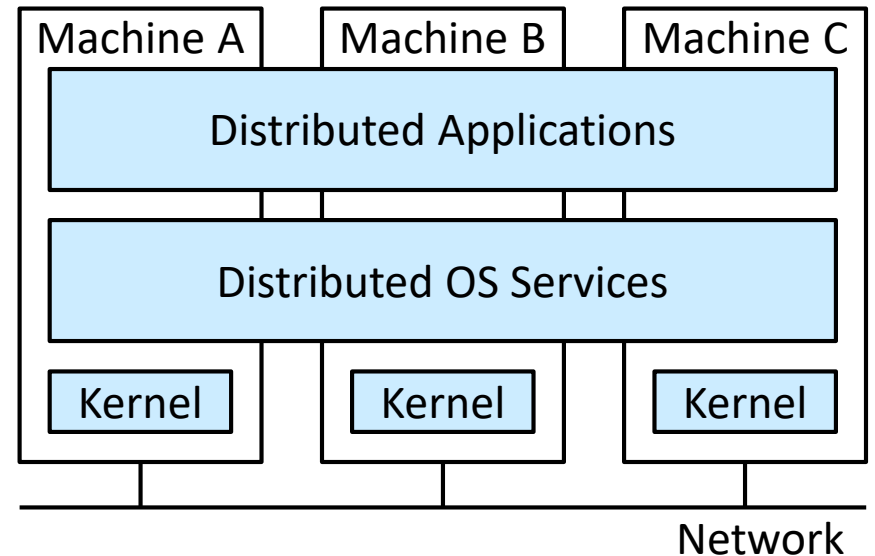 Machine A
Machine B
Machine C
Distributed Applications
Distributed OS Services
Kernel
Kernel
Kernel
Network